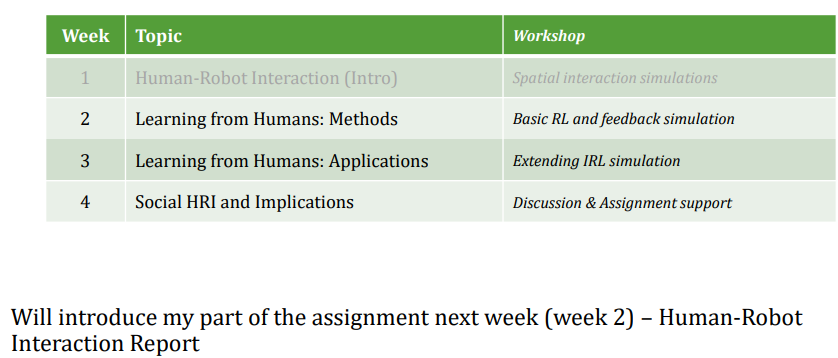 Week Topic Workshop
1 Human-Robot Interaction (Intro) Spatial interaction simulations
2 Learning from Humans: Methods Basic RL and feedback simulation
3 Learning from Humans: Applications Extending IRL simulation
4 Social HRI and Implications Discussion & Assignment support
Will introduce my part of the assignment next week (week 2) – Human-Robot
Interaction Report